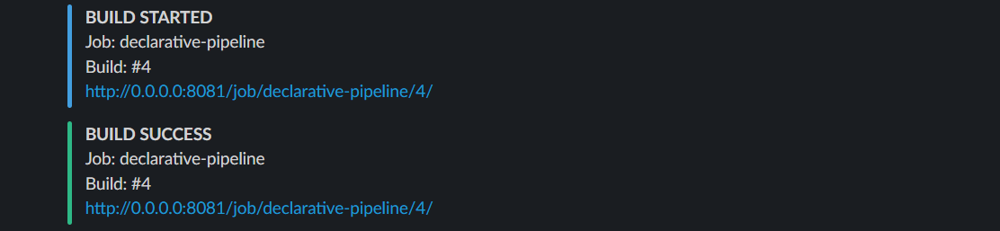 BUILD STARTED
Job: declarative-pipeline
Build: #4
http://0.0.0.0:8081/job/declarative-pipeline/4/
BUILD SUCCESS
Job: declarative-pipeline
Build: #4
http://0.0.0.0:8081/job/declarative-pipeline/4/